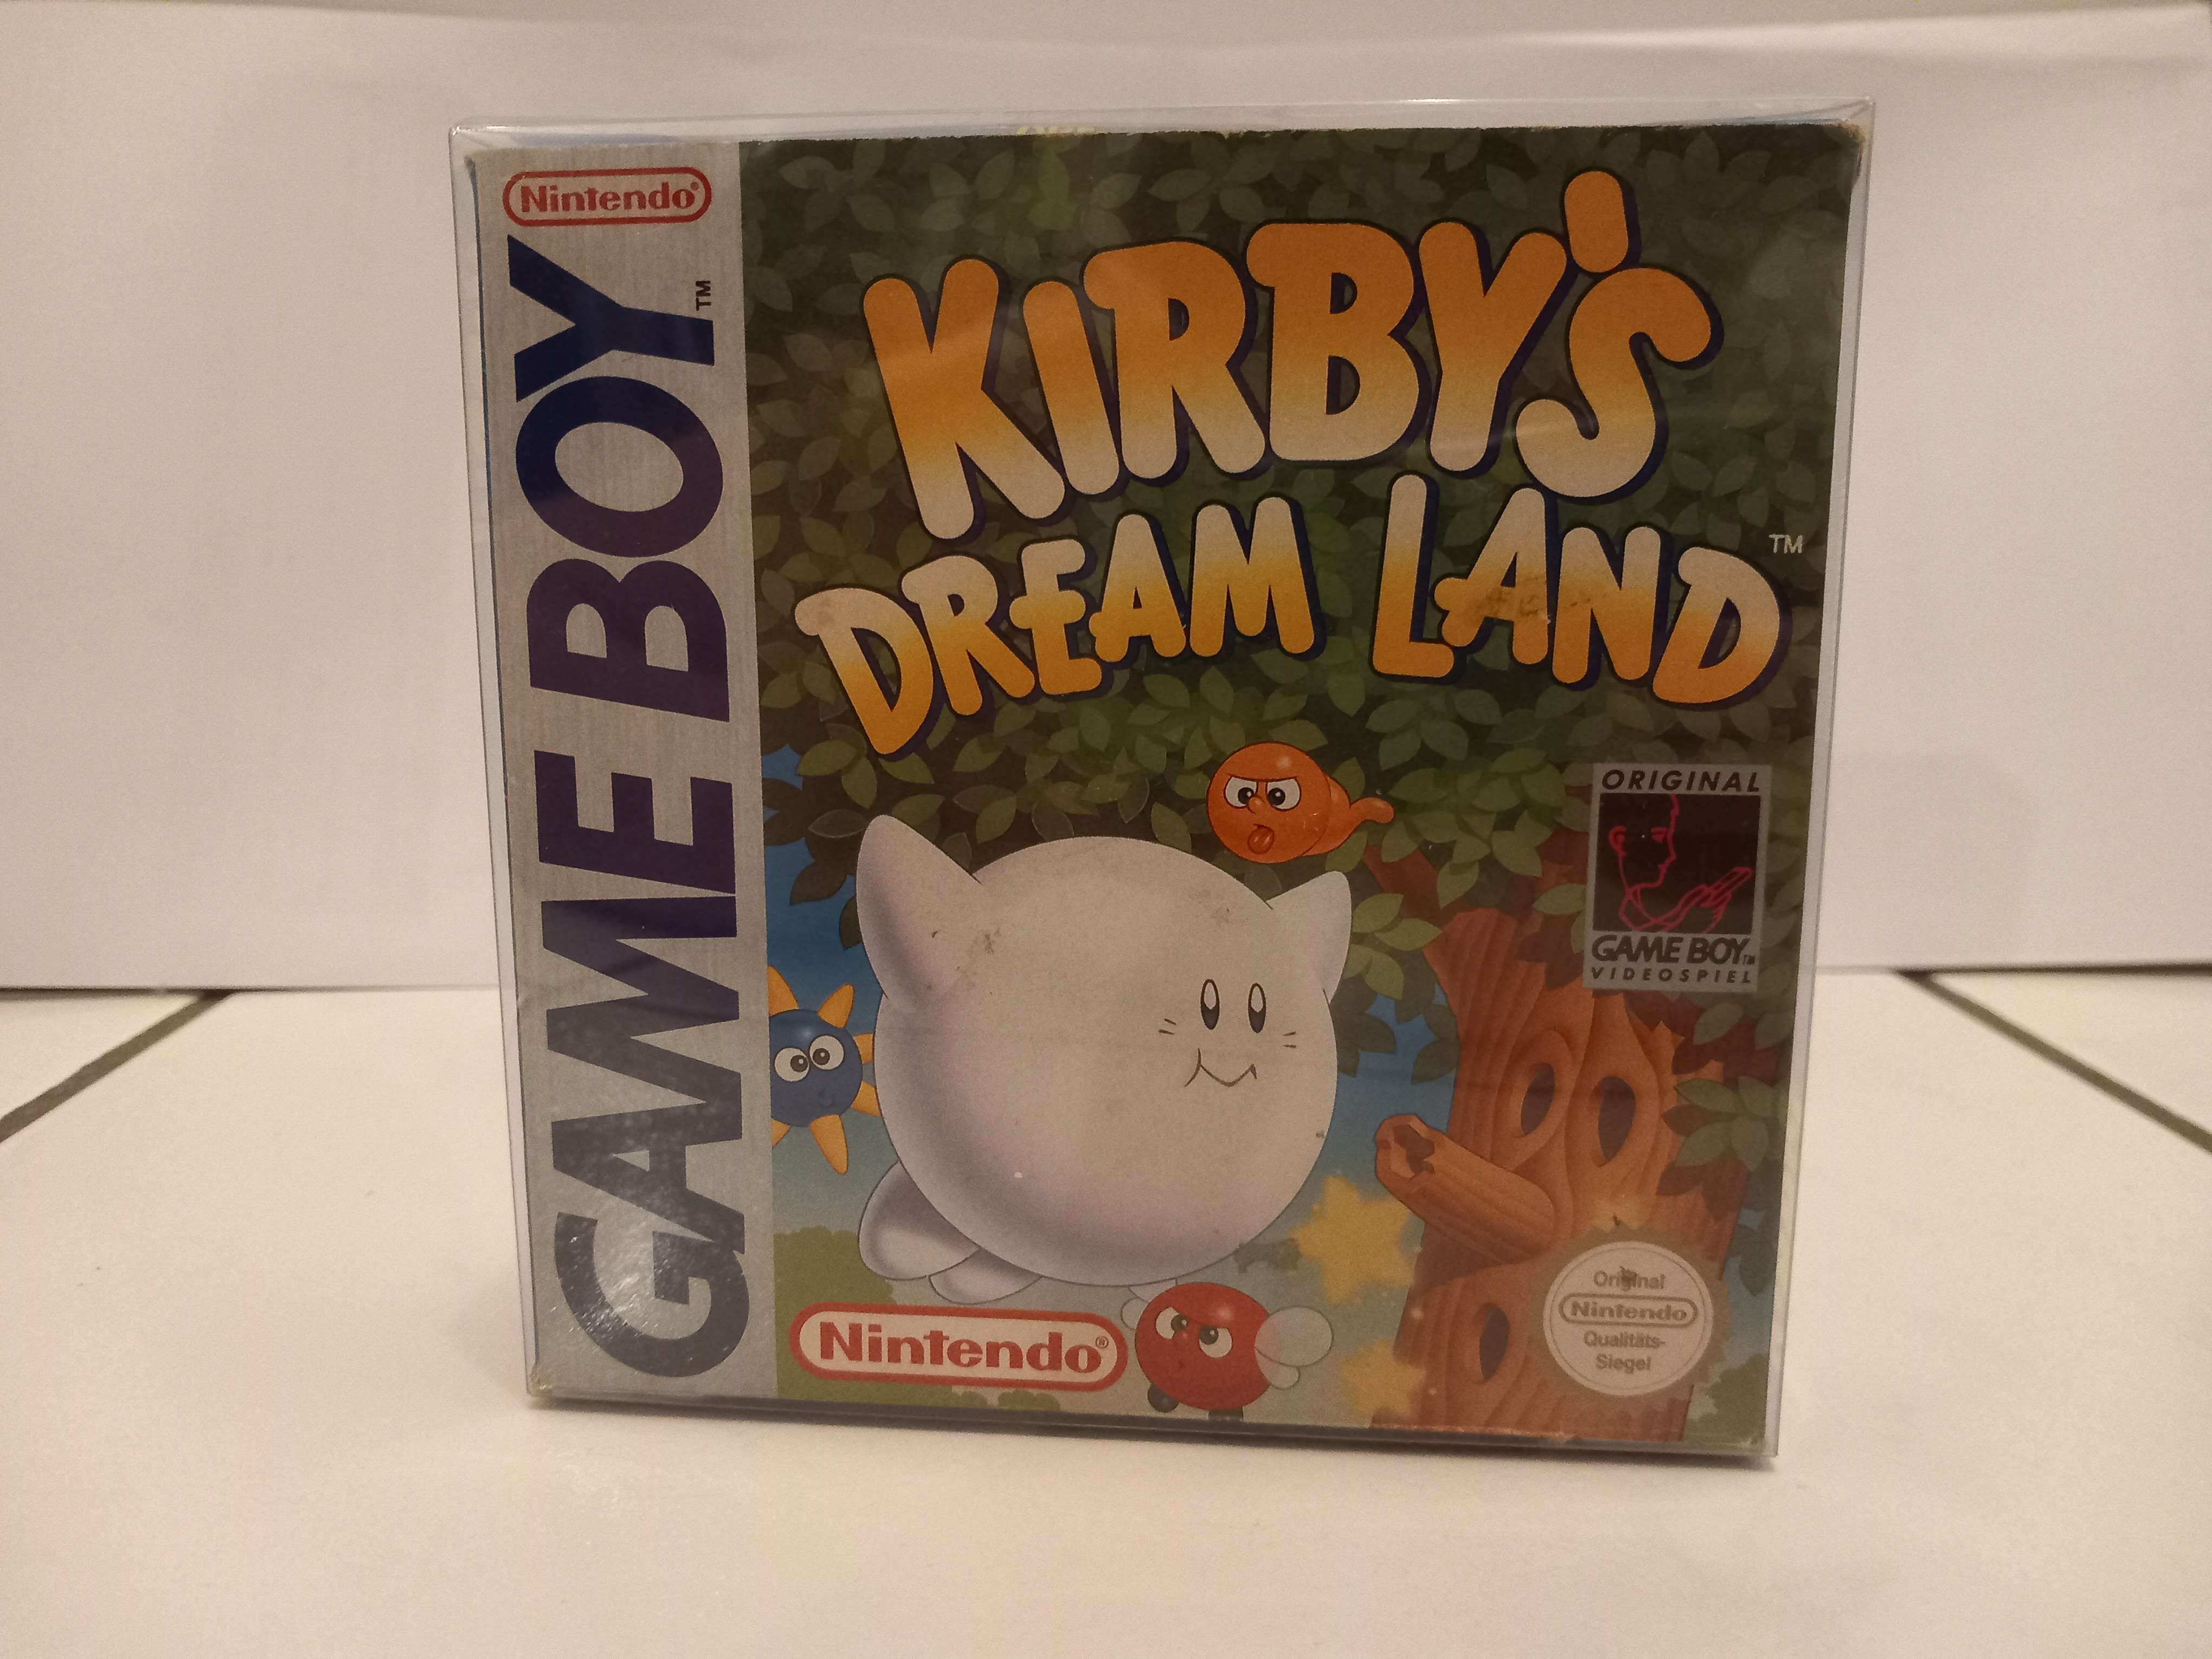 Nintendo®
GAME BOY™
KIRBY'S
DREAM LAND™
ORIGINAL
GAME BOY™
VIDEOSPIEL
Nintendo®
Original
Nintendo
Qualitäts-
Siegel